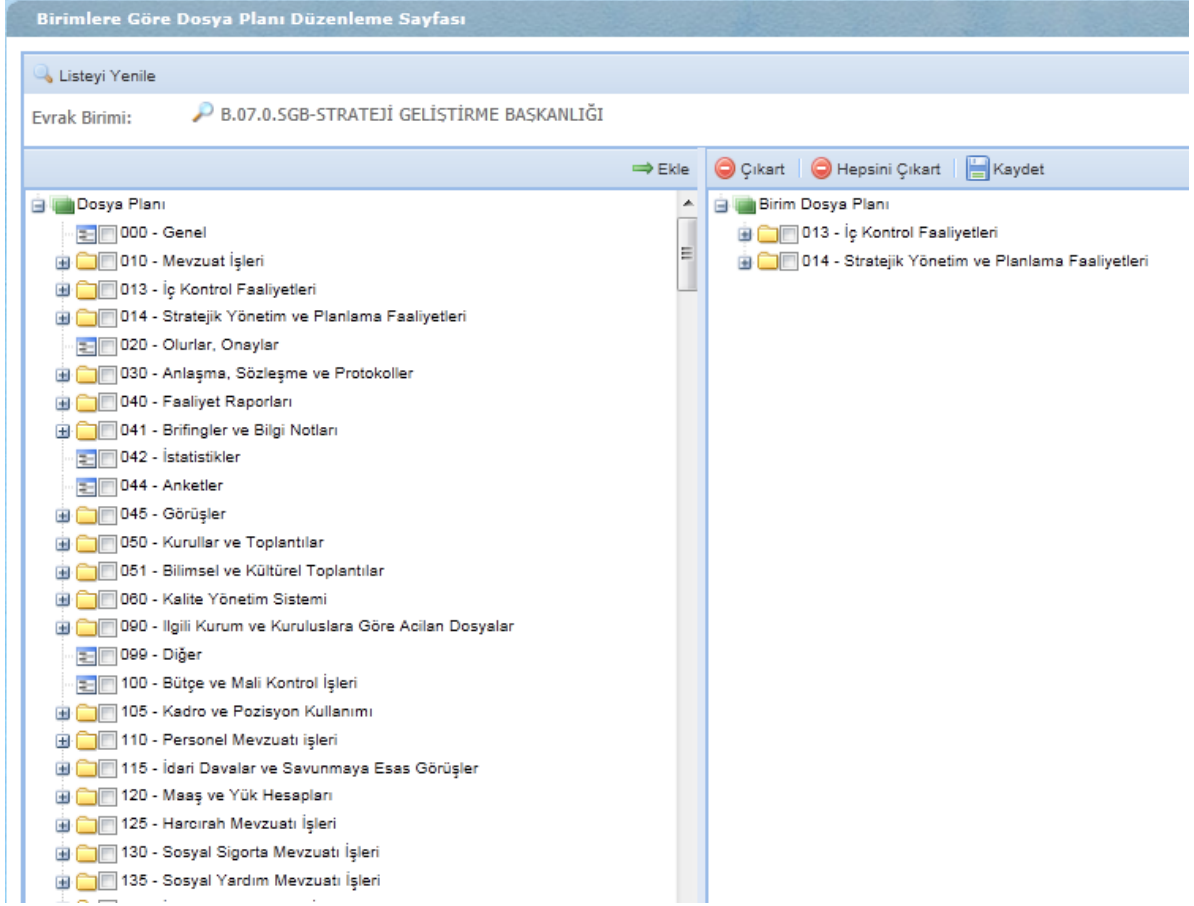 Birimlere Göre Dosya Planı Düzenleme Sayfası
Listeyi Yenile
Evrak Birimi: B.07.0.SGB-STRATEJİ GELİŞTİRME BAŞKANLIĞI
Ekle
Dosya Planı
000 - Genel
010 - Mevzuat İşleri
013 - İç Kontrol Faaliyetleri
014 - Stratejik Yönetim ve Planlama Faaliyetleri
020 - Olurlar, Onaylar
030 - Anlaşma, Sözleşme ve Protokoller
040 - Faaliyet Raporları
041 - Brifingler ve Bilgi Notları
042 - İstatistikler
044 - Anketler
045 - Görüşler
050 - Kurullar ve Toplantılar
051 - Bilimsel ve Kültürel Toplantılar
060 - Kalite Yönetim Sistemi
090 - Ilgili Kurum ve Kuruluslara Göre Acilan Dosyalar
099 - Diğer
100 - Bütçe ve Mali Kontrol İşleri
105 - Kadro ve Pozisyon Kullanımı
110 - Personel Mevzuatı işleri
115 - İdari Davalar ve Savunmaya Esas Görüşler
120 - Maaş ve Yük Hesapları
125 - Harcırah Mevzuatı İşleri
130 - Sosyal Sigorta Mevzuatı İşleri
135 - Sosyal Yardım Mevzuatı İşleri
Çıkart Hepsini Çıkart Kaydet
Birim Dosya Planı
013 - İç Kontrol Faaliyetleri
014 - Stratejik Yönetim ve Planlama Faaliyetleri